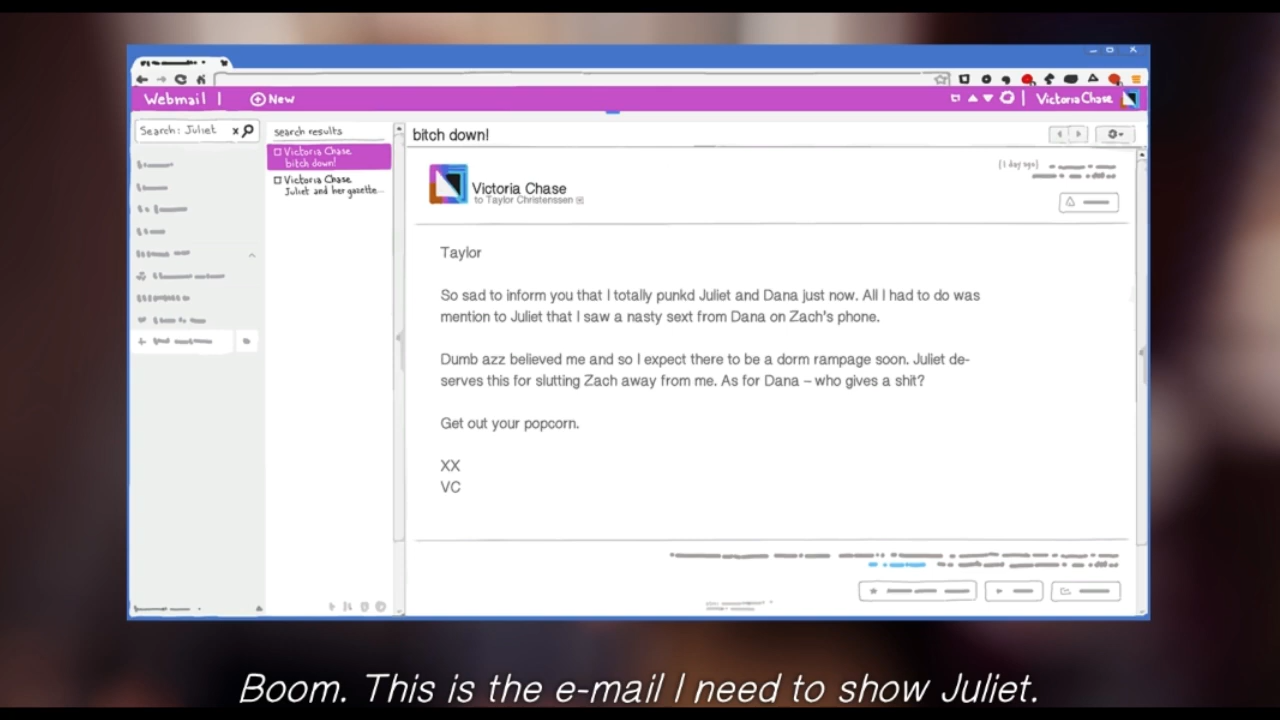 Webmail | New
Victoria Chase
Search: Juliet x
search results
Victoria Chase
bitch down!
Victoria Chase
Juliet and her gazette...
bitch down!
Victoria Chase
to Taylor Christenssen
(1 day ago)
Taylor
So sad to inform you that I totally punkd Juliet and Dana just now. All I had to do was
mention to Juliet that I saw a nasty sext from Dana on Zach's phone.
Dumb azz believed me and so I expect there to be a dorm rampage soon. Juliet de-
serves this for slutting Zach away from me. As for Dana – who gives a shit?
Get out your popcorn.
XX
VC
Boom. This is the e-mail I need to show Juliet.